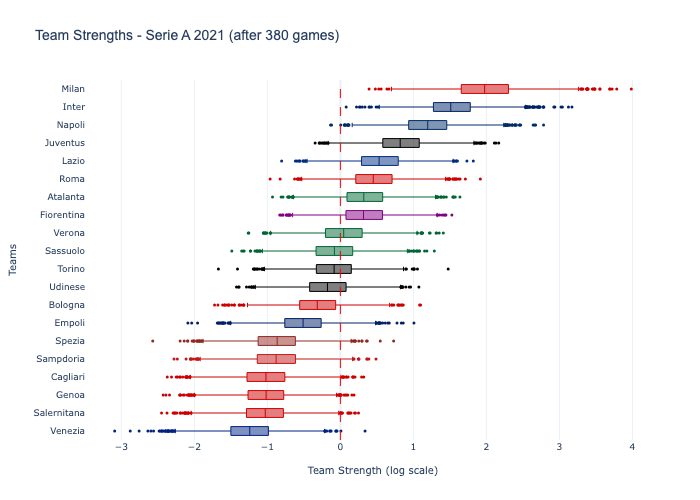 Team Strengths - Serie A 2021 (after 380 games)
Milan
Inter
Napoli
Juventus
Lazio
Roma
Atalanta
Fiorentina
Verona
Sassuolo
Torino
Udinese
Bologna
Empoli
Spezia
Sampdoria
Cagliari
Genoa
Salernitana
Venezia
Teams
−3 −2 −1 0 1 2 3 4
Team Strength (log scale)